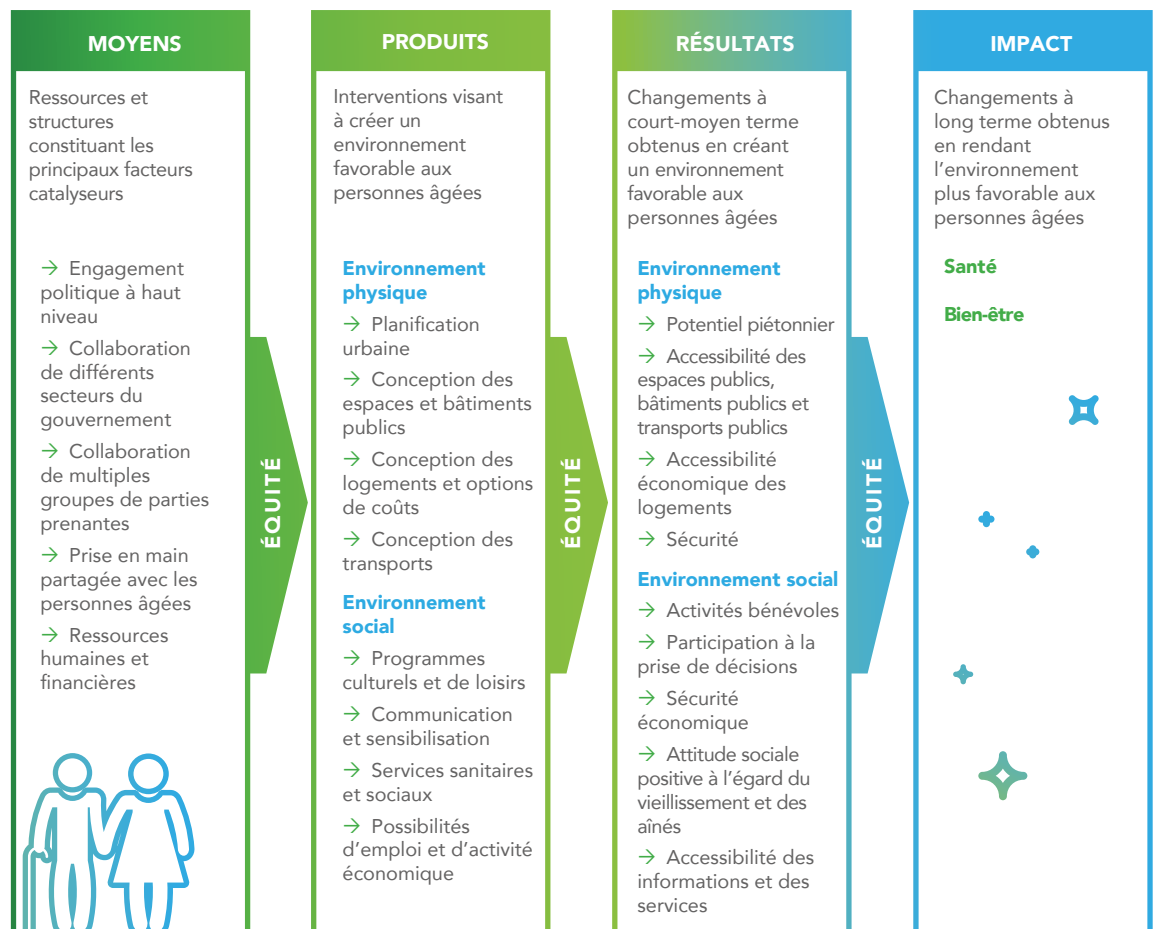 MOYENS
Ressources et
structures
constituant les
principaux facteurs
catalyseurs
→ Engagement
politique à haut
niveau
→ Collaboration
de différents
secteurs du
gouvernement
→ Collaboration
de multiples
groupes de parties
prenantes
→ Prise en main
partagée avec les
personnes âgées
→ Ressources
humaines et
financières
ÉQUITÉ
PRODUITS
Interventions visant
à créer un
environnement
favorable aux
personnes âgées
Environnement
physique
→ Planification
urbaine
→ Conception des
espaces et bâtiments
publics
→ Conception des
logements et options
de coûts
→ Conception des
transports
Environnement
social
→ Programmes
culturels et de loisirs
→ Communication
et sensibilisation
→ Services sanitaires
et sociaux
→ Possibilités
d’emploi et d’activité
économique
ÉQUITÉ
RÉSULTATS
Changements à
court-moyen terme
obtenus en créant
un environnement
favorable aux
personnes âgées
Environnement
physique
→ Potentiel piétonnier
→ Accessibilité des
espaces publics,
bâtiments publics et
transports publics
→ Accessibilité
économique des
logements
→ Sécurité
Environnement social
→ Activités bénévoles
→ Participation à la
prise de décisions
→ Sécurité
économique
→ Attitude sociale
positive à l’égard du
vieillissement et des
aînés
→ Accessibilité des
informations et des
services
ÉQUITÉ
IMPACT
Changements à
long terme obtenus
en rendant
l’environnement
plus favorable aux
personnes âgées
Santé
Bien-être